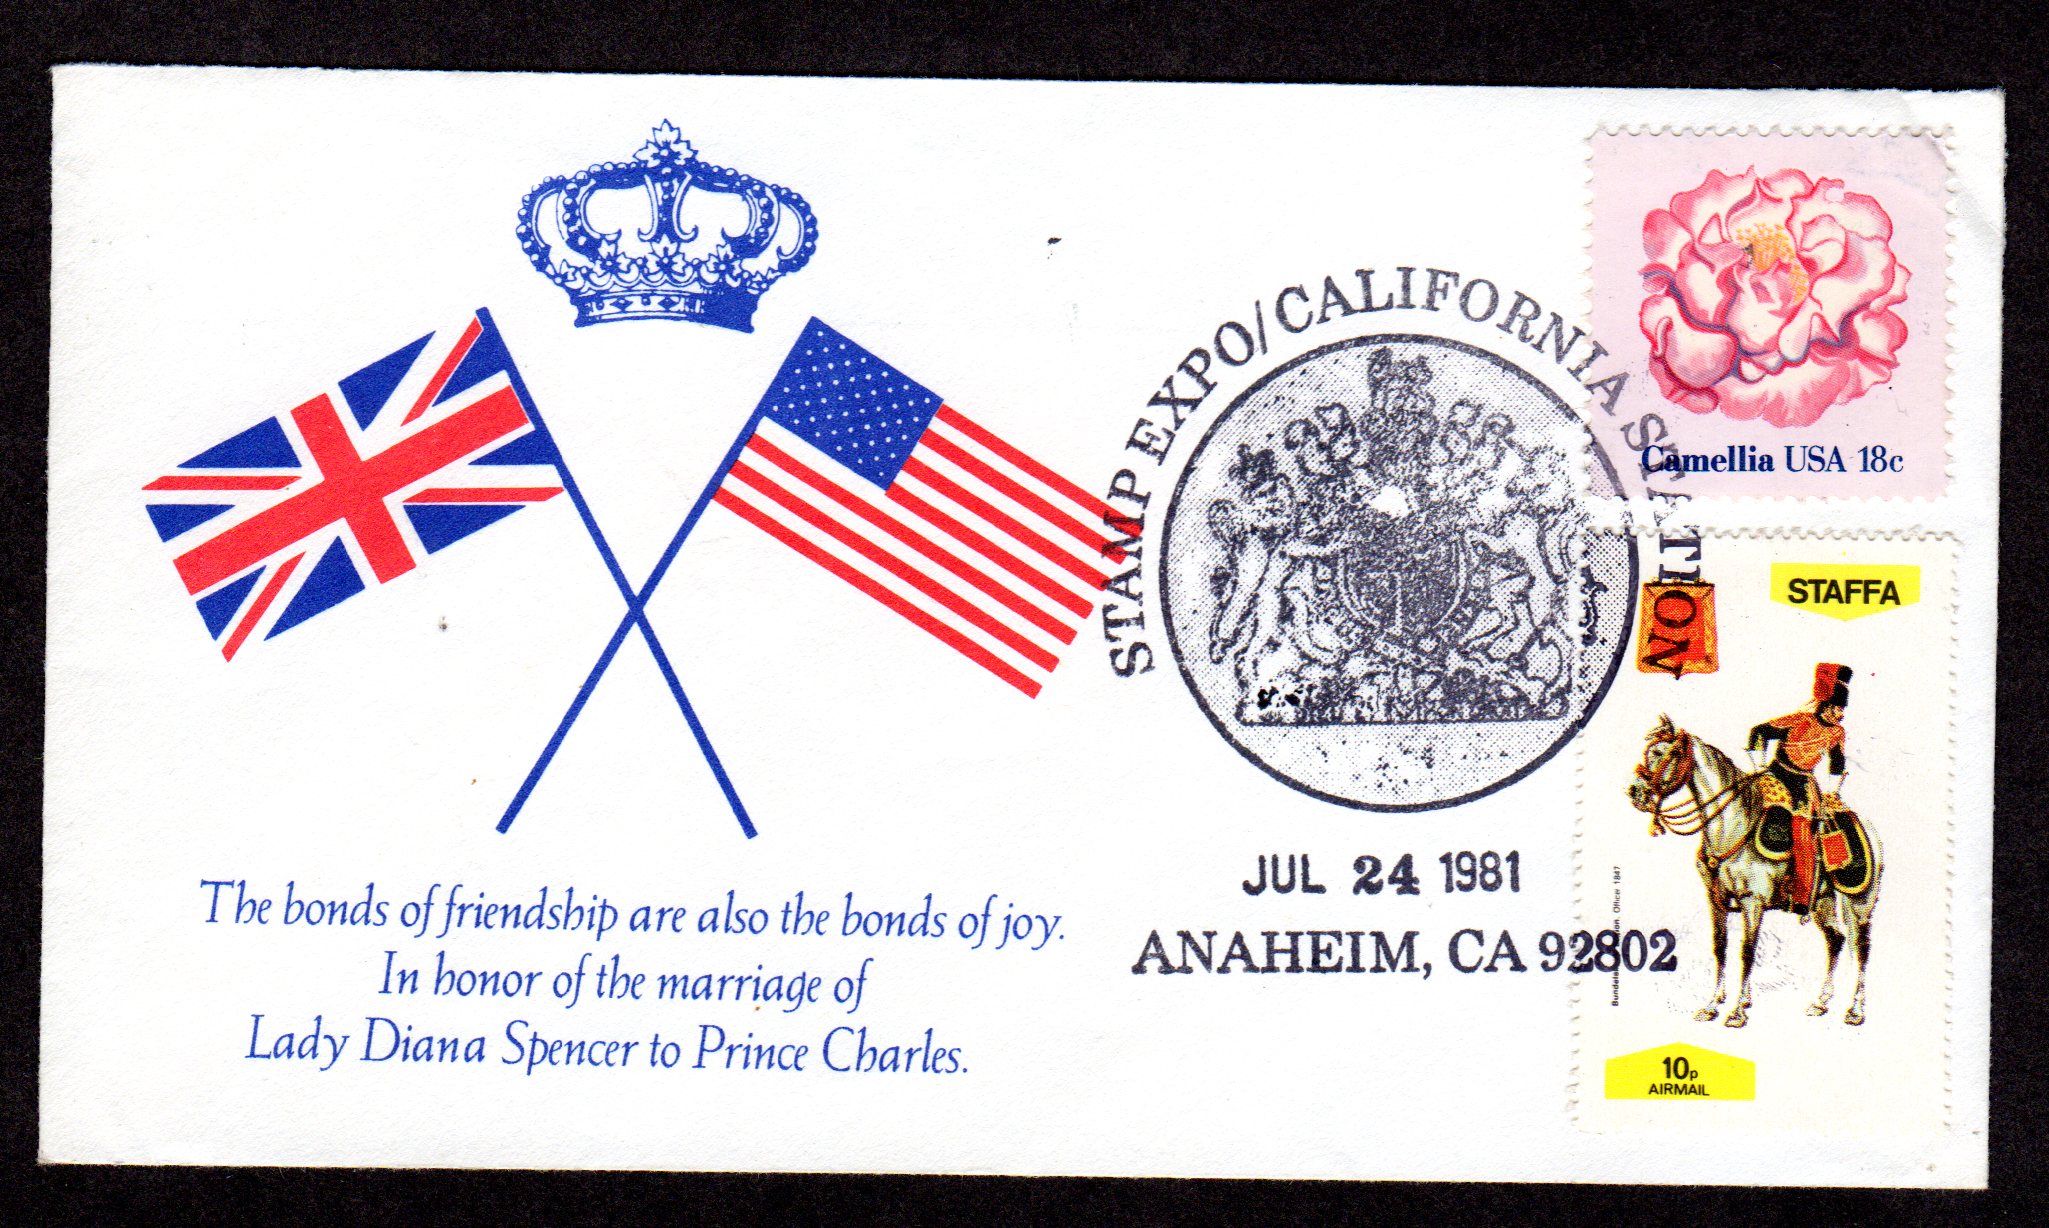 The bonds of friendship are also the bonds of joy.
In honor of the marriage of
Lady Diana Spencer to Prince Charles.
STAMP EXPO/CALIFORNIA STATION
JUL 24 1981
ANAHEIM, CA 92802
Camellia USA 18c
STAFFA
Officer 1847
10p
AIRMAIL